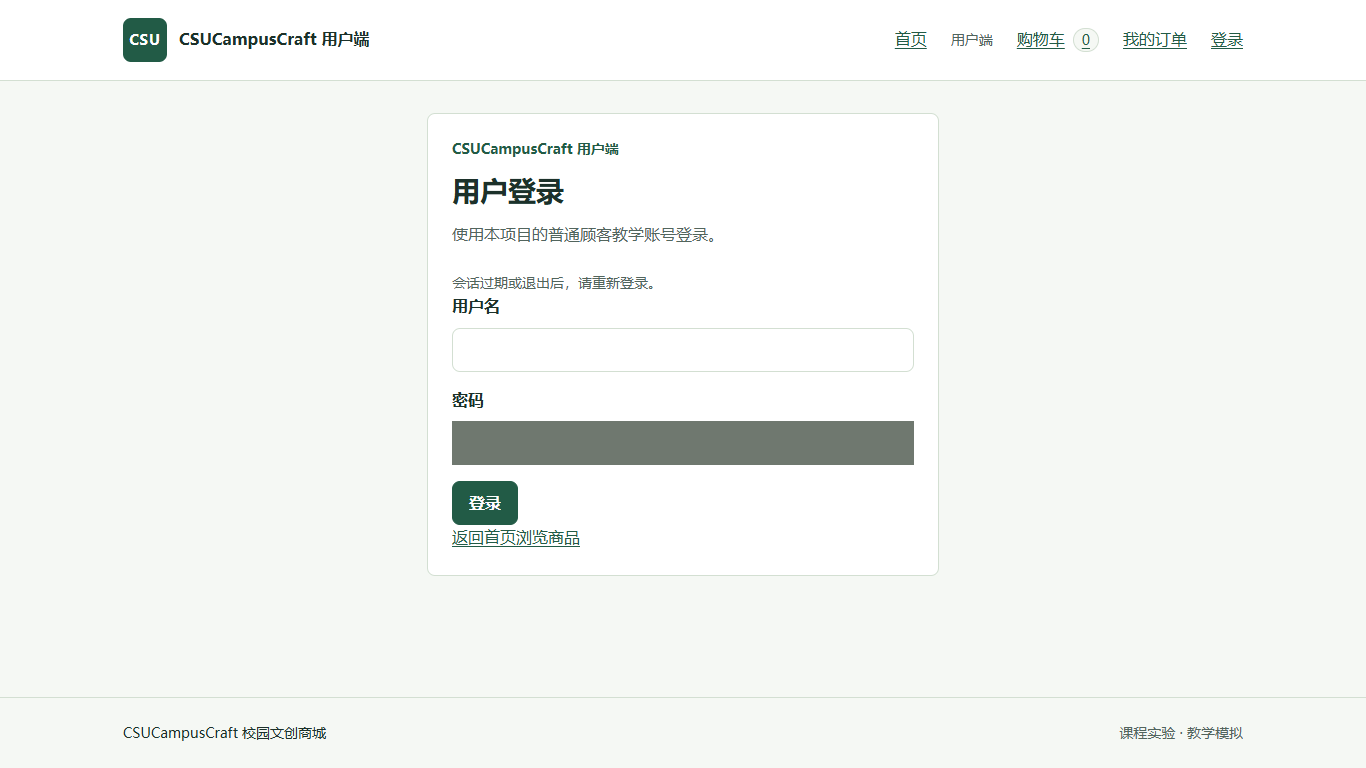 CSU CSUCampusCraft 用户端 首页 用户端 购物车 0 我的订单 登录
CSUCampusCraft 用户端
用户登录
使用本项目的普通顾客教学账号登录。
会话过期或退出后，请重新登录。
用户名
密码
登录
返回首页浏览商品
CSUCampusCraft 校园文创商城 课程实验 · 教学模拟